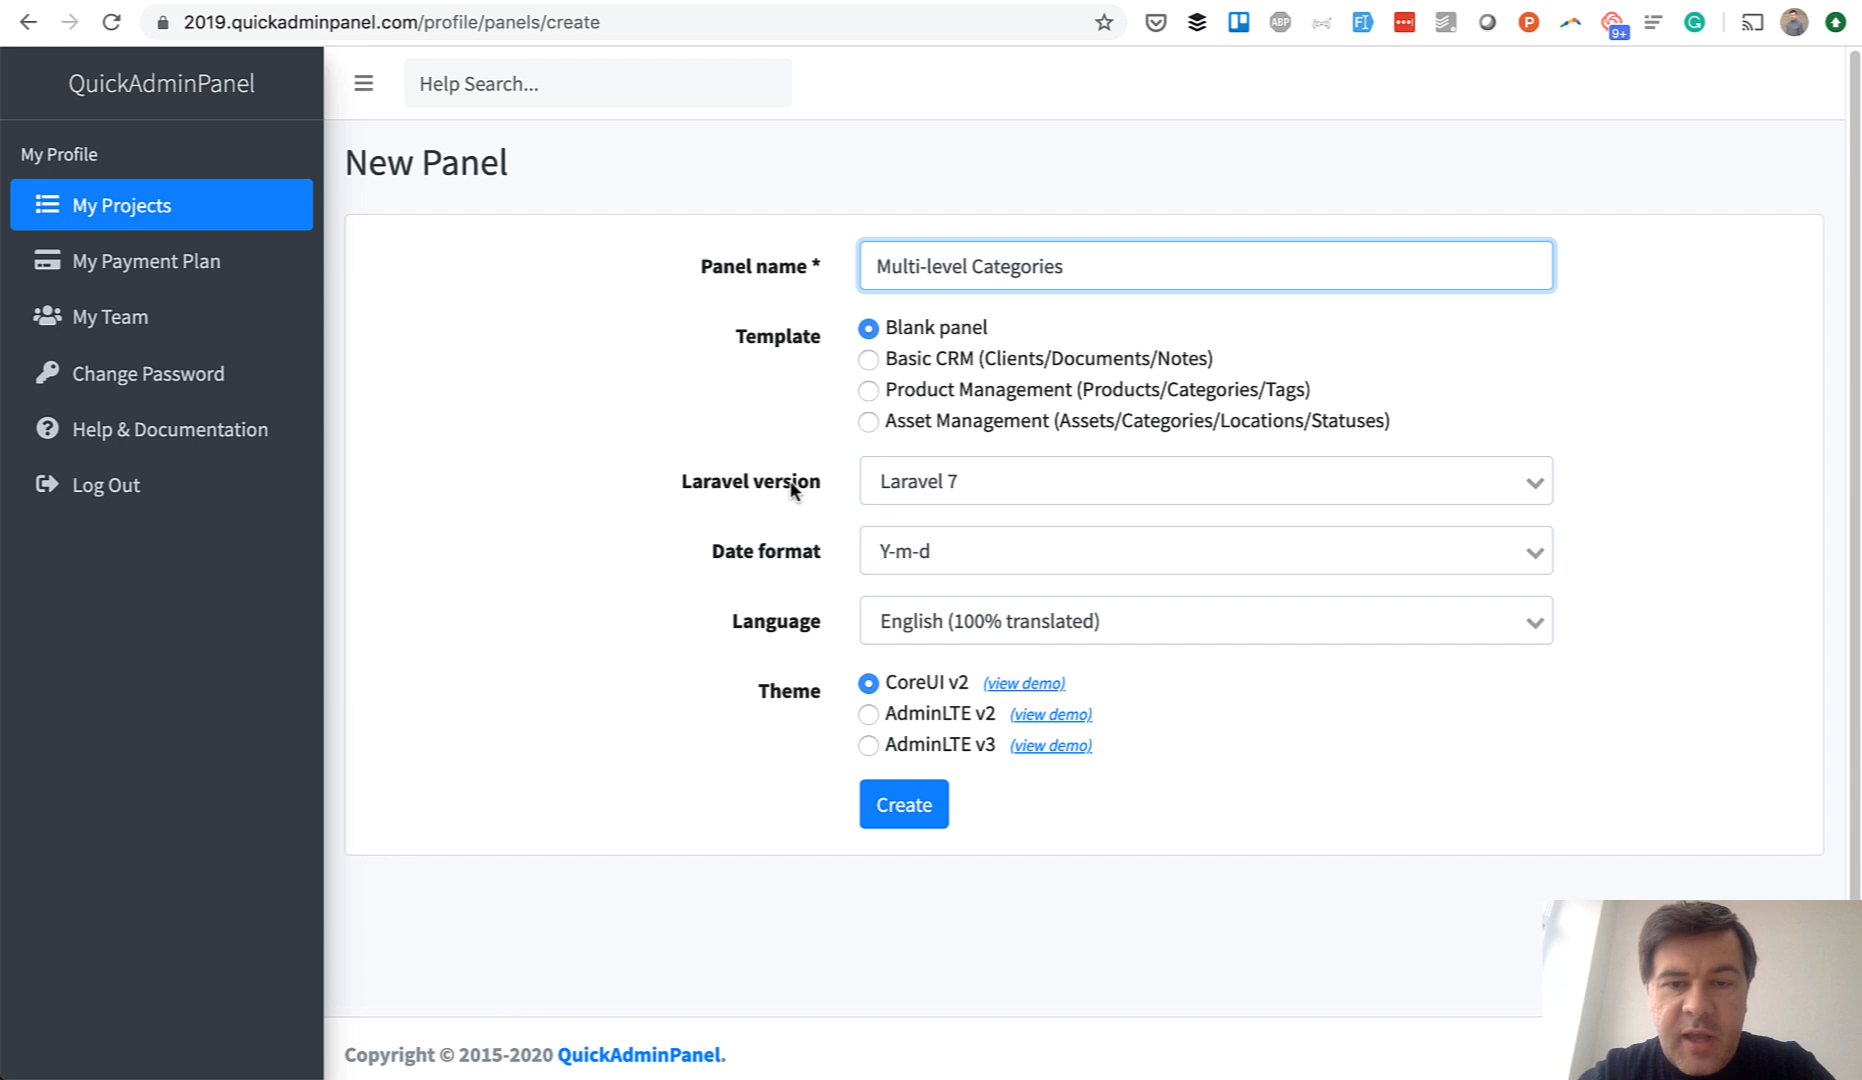 2019.quickadminpanel.com/profile/panels/create
ABP
FI
P
9+
G
QuickAdminPanel
Help Search...
My Profile
My Projects
My Payment Plan
My Team
Change Password
Help & Documentation
Log Out
New Panel
Panel name *
Multi-level Categories
Template
Blank panel
Basic CRM (Clients/Documents/Notes)
Product Management (Products/Categories/Tags)
Asset Management (Assets/Categories/Locations/Statuses)
Laravel version
Laravel 7
Date format
Y-m-d
Language
English (100% translated)
Theme
CoreUI v2 (view demo)
AdminLTE v2 (view demo)
AdminLTE v3 (view demo)
Create
Copyright © 2015-2020 QuickAdminPanel.